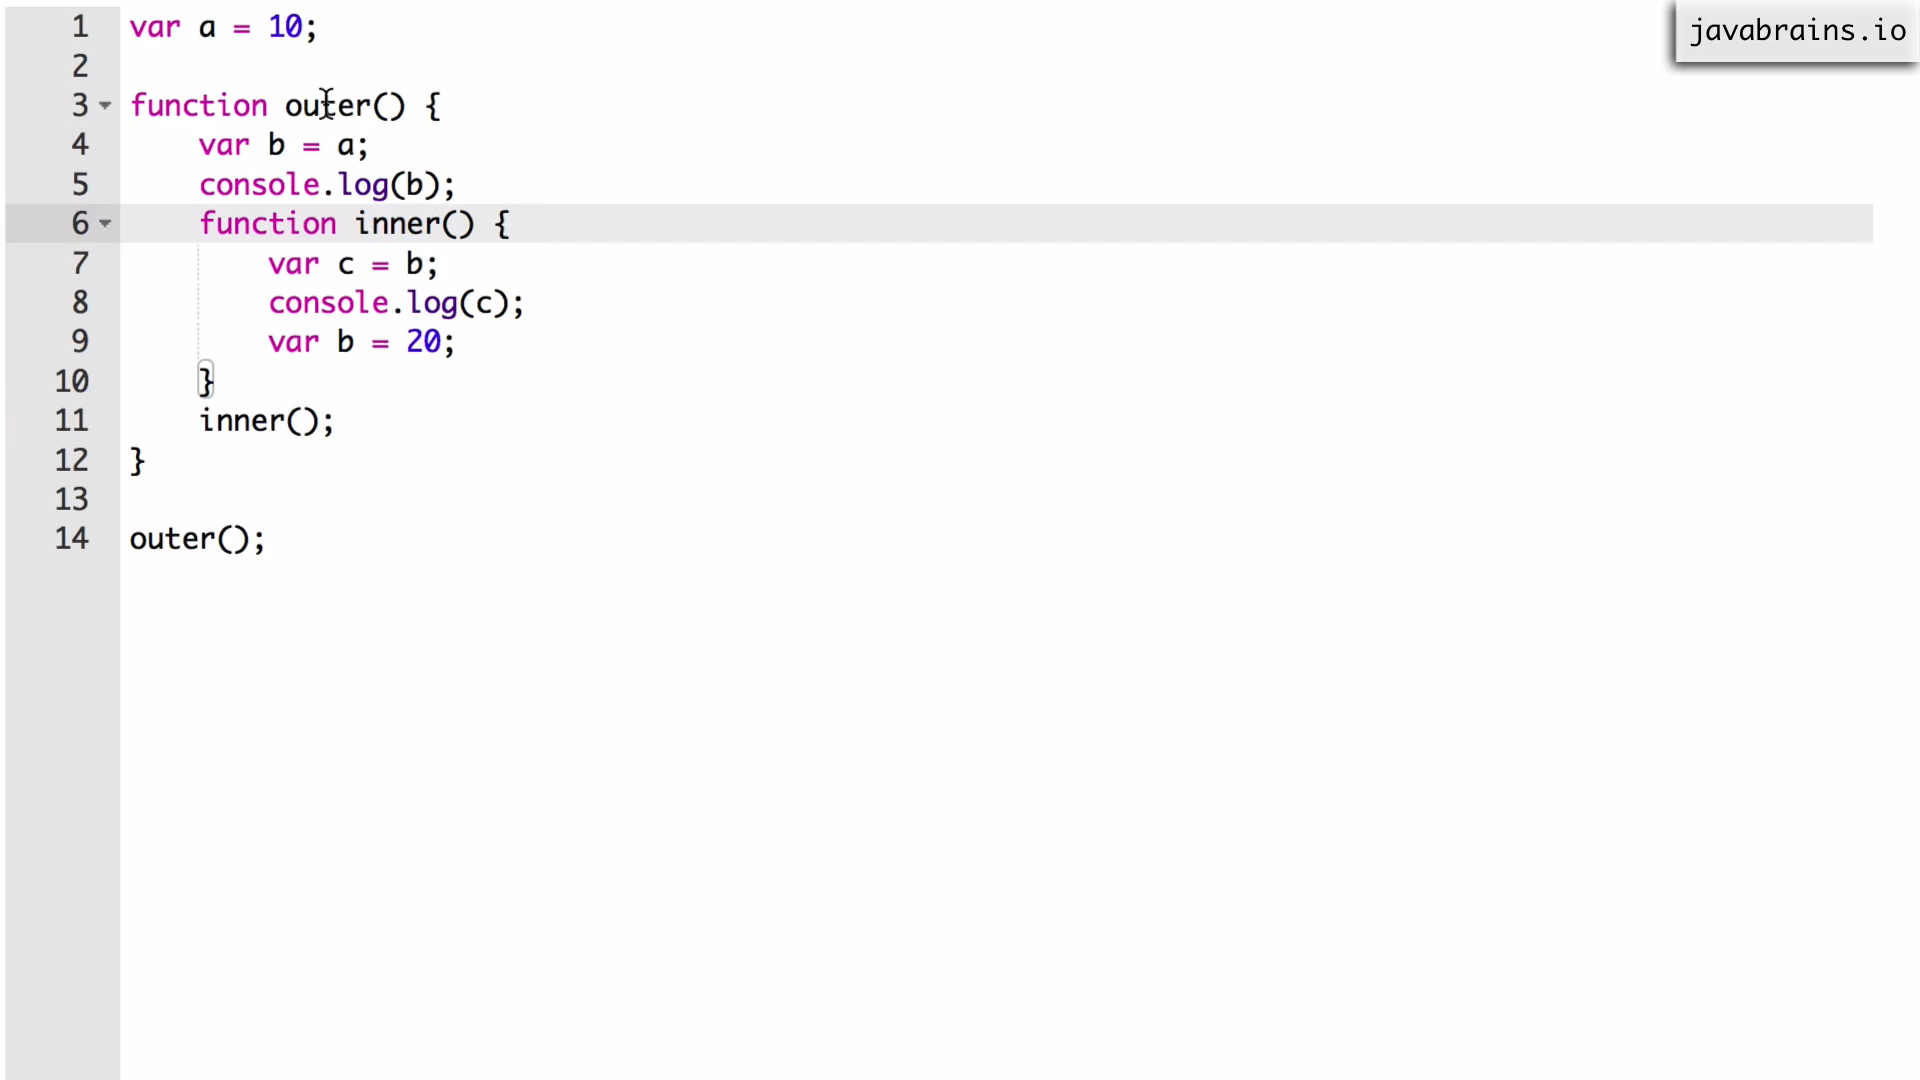 javabrains.io
1 var a = 10;
2
3 function outer() {
4     var b = a;
5     console.log(b);
6     function inner() {
7         var c = b;
8         console.log(c);
9         var b = 20;
10     }
11     inner();
12 }
13
14 outer();